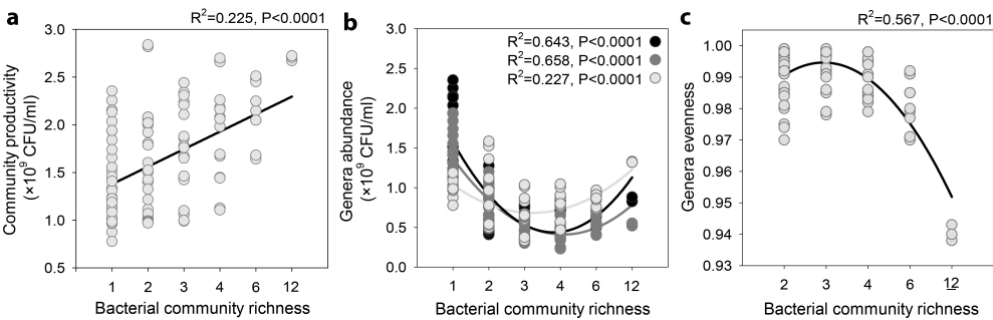 a
R²=0.225, P<0.0001
3.0
2.5
2.0
1.5
1.0
0.5
Community productivity
(×10⁹ CFU/ml)
1 2 3 4 6 12
Bacterial community richness
b
R²=0.643, P<0.0001
R²=0.658, P<0.0001
R²=0.227, P<0.0001
3.0
2.5
2.0
1.5
1.0
0.5
0.0
Genera abundance
(×10⁹ CFU/ml)
1 2 3 4 6 12
Bacterial community richness
c
R²=0.567, P<0.0001
1.00
0.99
0.98
0.97
0.96
0.95
0.94
0.93
Genera evenness
2 3 4 6 12
Bacterial community richness